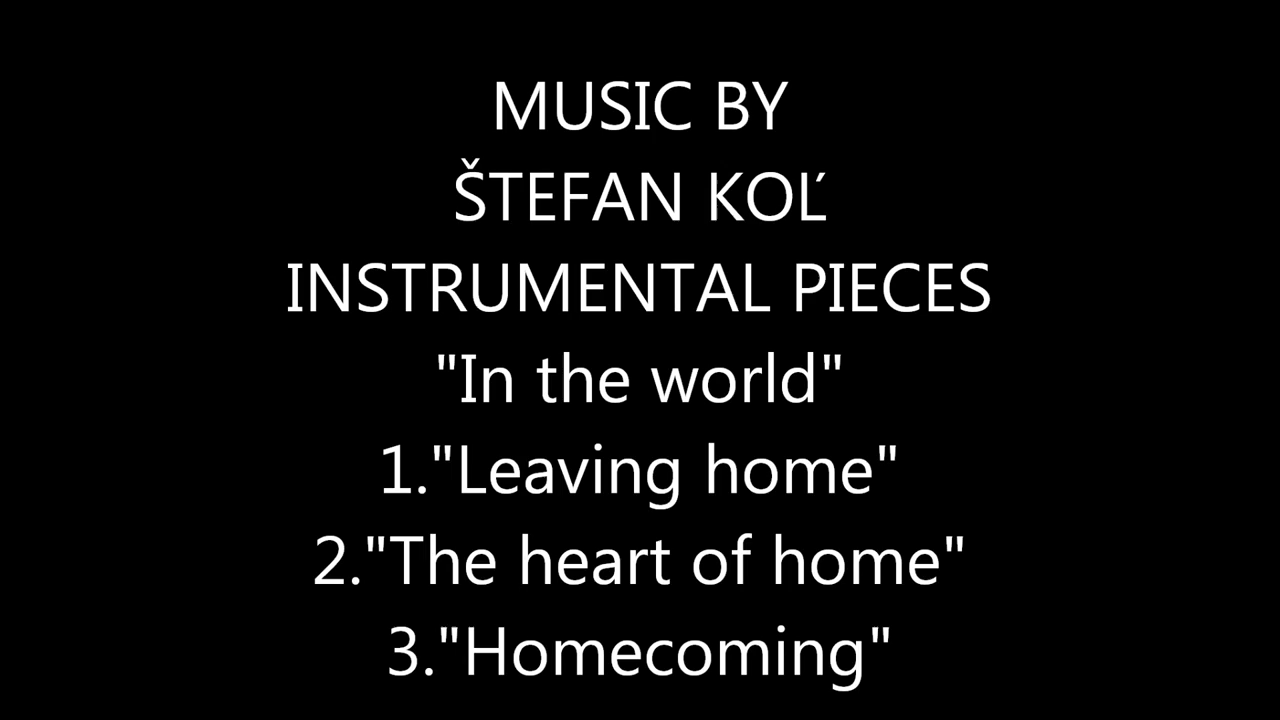 MUSIC BY
ŠTEFAN KOĽ
INSTRUMENTAL PIECES
"In the world"
1."Leaving home"
2."The heart of home"
3."Homecoming"